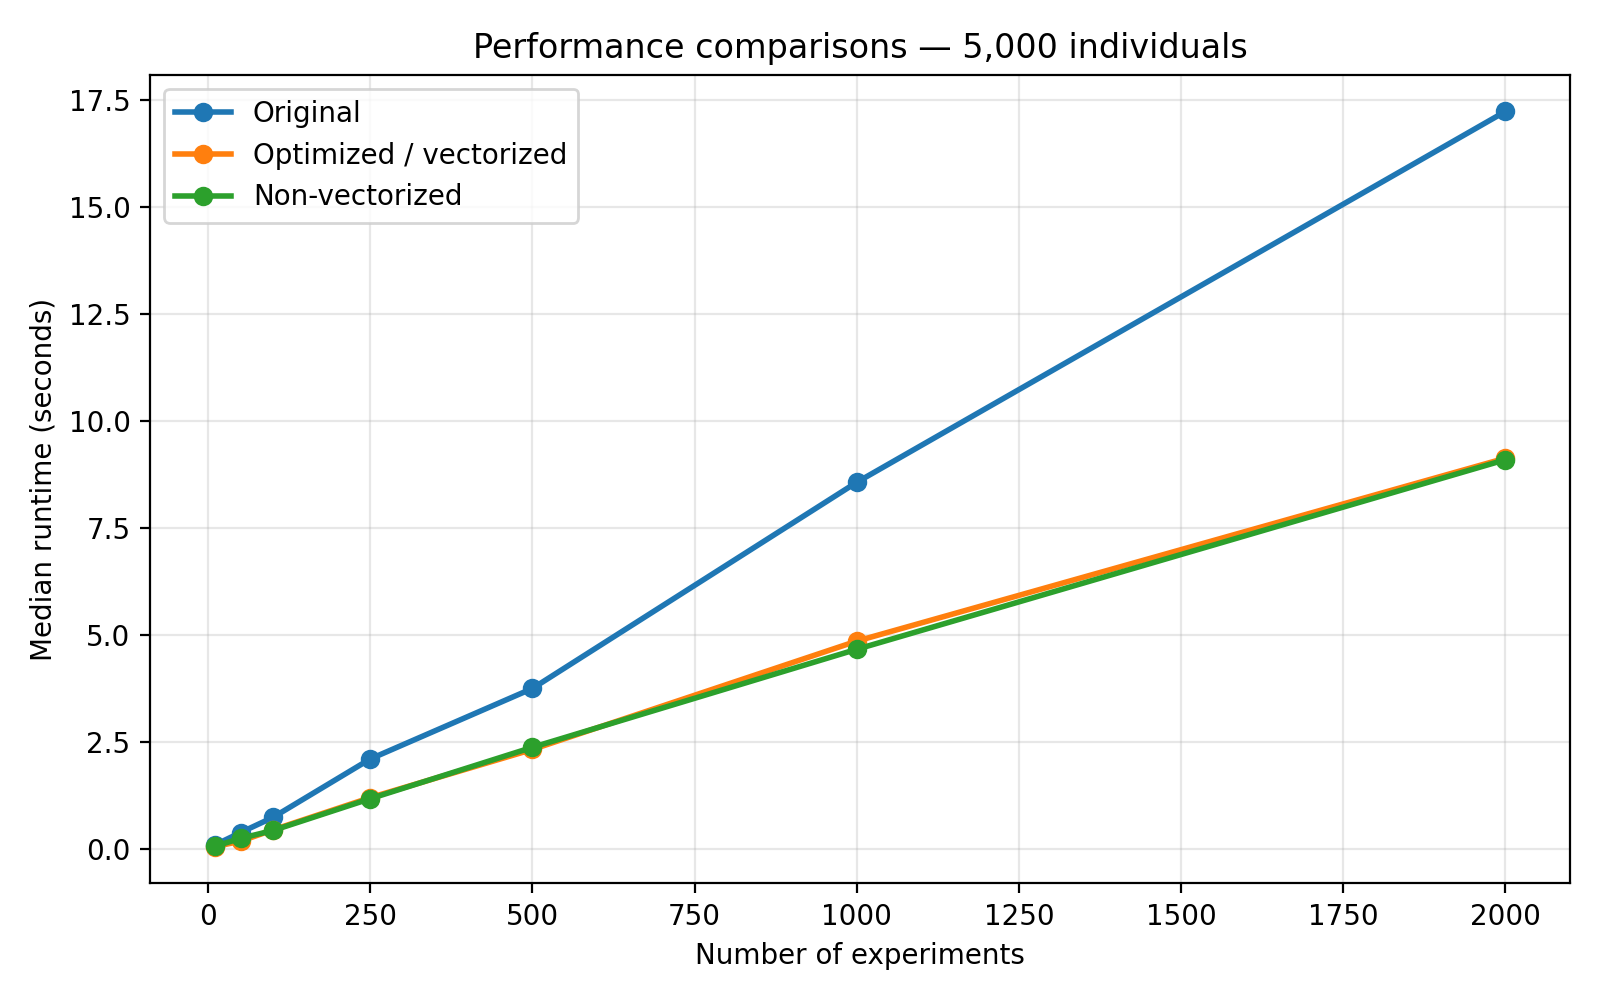 Performance comparisons — 5,000 individuals
Original
Optimized / vectorized
Non-vectorized
17.5
15.0
12.5
10.0
7.5
5.0
2.5
0.0
Median runtime (seconds)
0 250 500 750 1000 1250 1500 1750 2000
Number of experiments